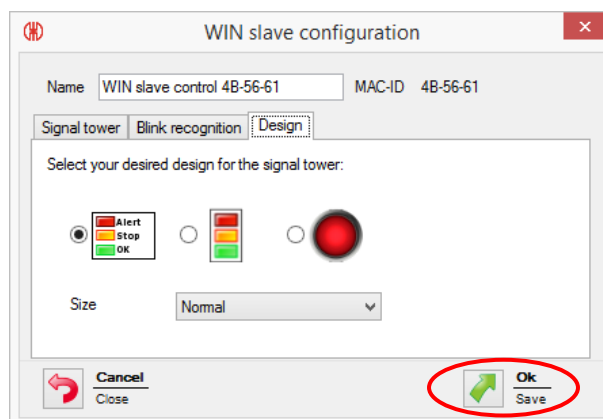 WIN slave configuration
Name WIN slave control 4B-56-61 MAC-ID 4B-56-61
Signal tower Blink recognition Design
Select your desired design for the signal tower:
Alert
Stop
OK
Size Normal
Cancel
Close
Ok
Save